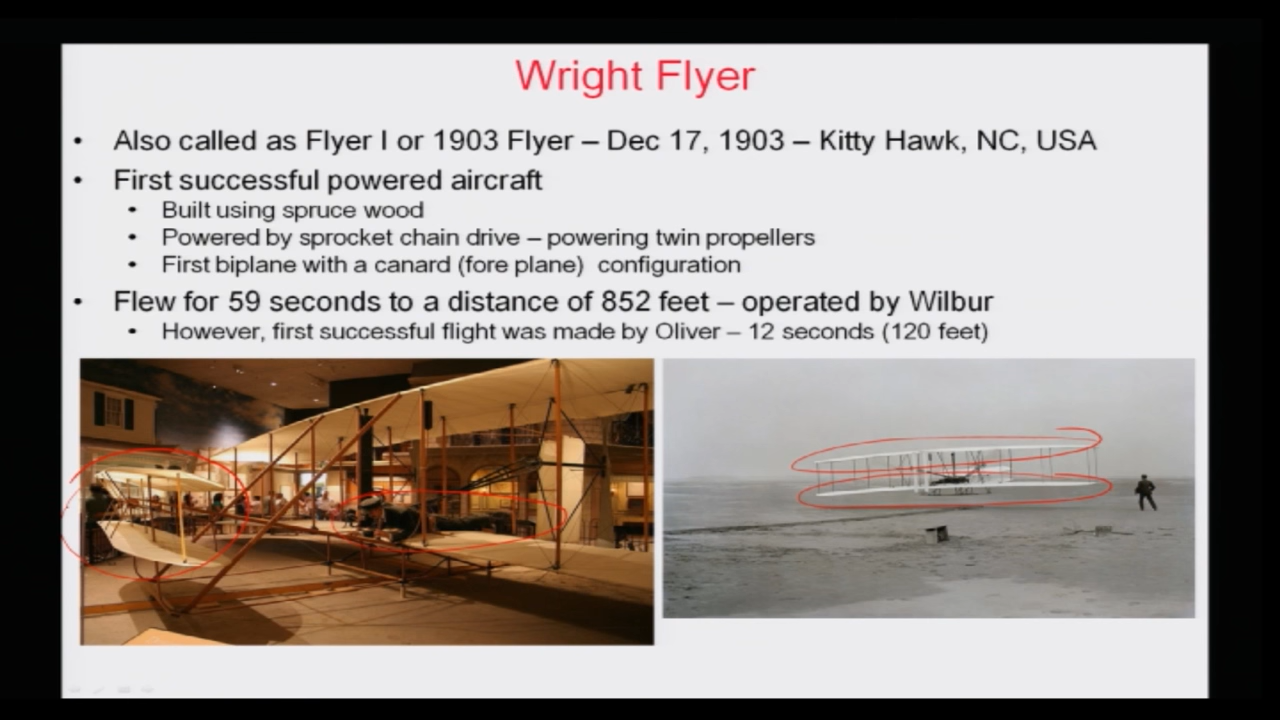 Wright Flyer
• Also called as Flyer I or 1903 Flyer – Dec 17, 1903 – Kitty Hawk, NC, USA
• First successful powered aircraft
• Built using spruce wood
• Powered by sprocket chain drive – powering twin propellers
• First biplane with a canard (fore plane) configuration
• Flew for 59 seconds to a distance of 852 feet – operated by Wilbur
• However, first successful flight was made by Oliver – 12 seconds (120 feet)